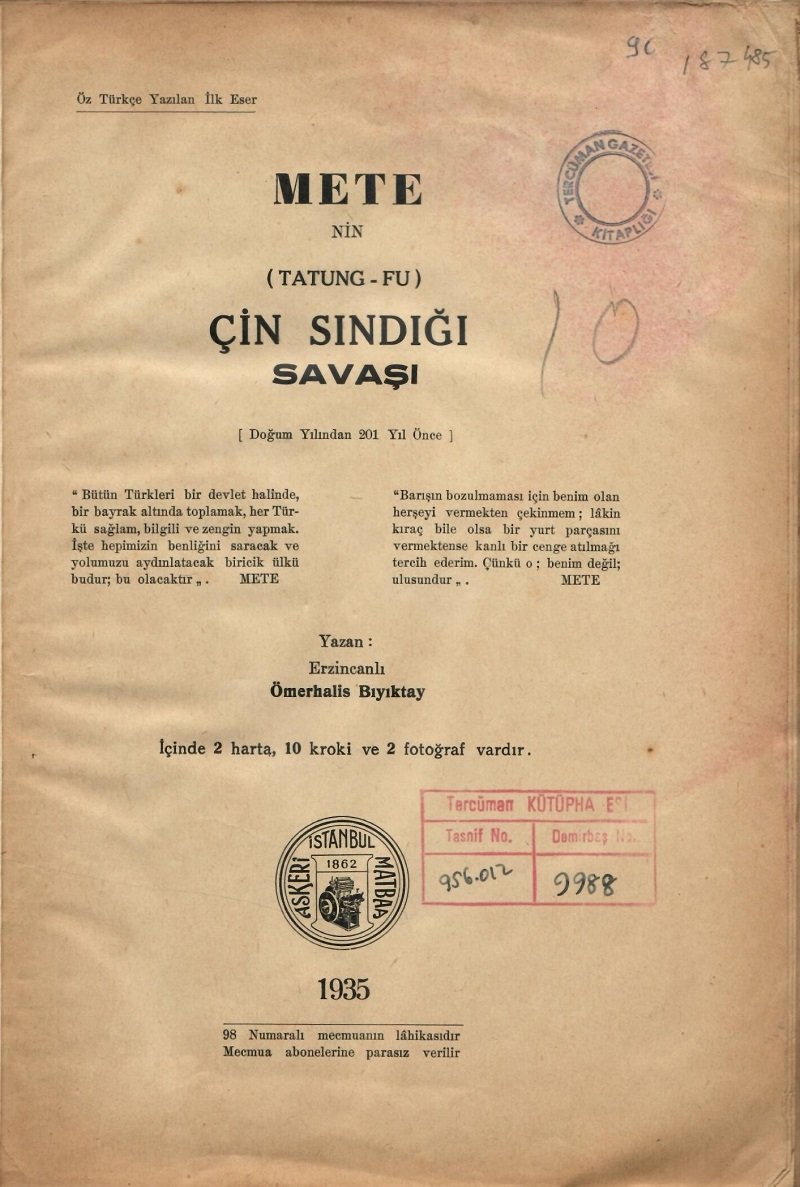 9C 187485
Öz Türkçe Yazılan İlk Eser
TERCÜMAN GAZETESİ
KİTAPLIĞI
METE
NİN
(TATUNG - FU)
ÇİN SINDIĞI
SAVAŞI
10
[ Doğum Yılından 201 Yıl Önce ]
“ Bütün Türkleri bir devlet halinde,
bir bayrak altında toplamak, her Tür-
kü sağlam, bilgili ve zengin yapmak.
İşte hepimizin benliğini saracak ve
yolumuzu aydınlatacak biricik ülkü
budur; bu olacaktır „ . METE
“Barışın bozulmaması için benim olan
herşeyi vermekten çekinmem ; lâkin
kıraç bile olsa bir yurt parçasını
vermektense kanlı bir cenge atılmağı
tercih ederim. Çünkü o ; benim değil;
ulusundur „ . METE
Yazan :
Erzincanlı
Ömerhalis Bıyıktay
İçinde 2 harta, 10 kroki ve 2 fotoğraf vardır.
Tercüman KÜTÜPHA Sİ
Tasnif No. Demirbaş No.
956.012 9988
İSTANBUL
1862
ASKERİ MATBAA
1935
98 Numaralı mecmuanın lâhikasıdır
Mecmua abonelerine parasız verilir